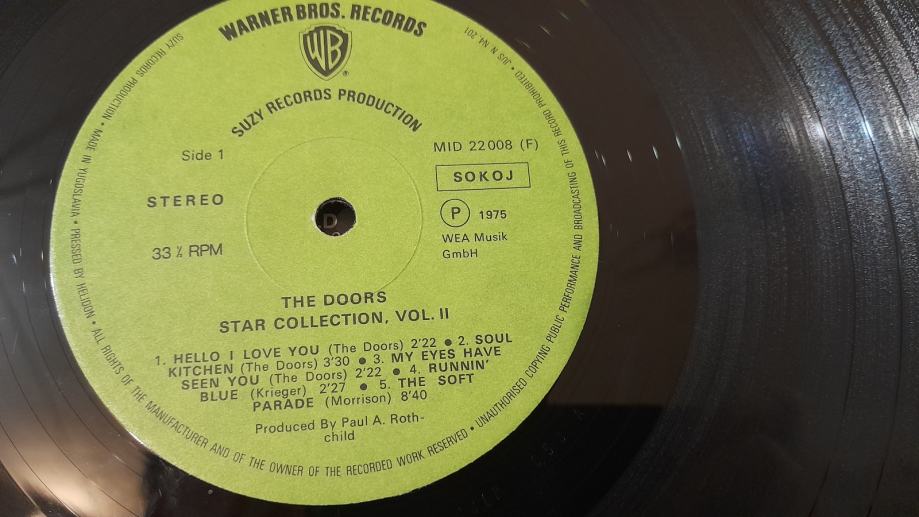 WARNER BROS. RECORDS
WB
®
SUZY RECORDS PRODUCTION
Side 1
MID 22008 (F)
SOKOJ
STEREO
P 1975
WEA Musik
GmbH
33 ⅓ RPM
D
THE DOORS
STAR COLLECTION, VOL. II
1. HELLO I LOVE YOU (The Doors) 2'22 ● 2. SOUL
KITCHEN (The Doors) 3'30 ● 3. MY EYES HAVE
SEEN YOU (The Doors) 2'22 ● 4. RUNNIN'
BLUE (Krieger) 2'27 ● 5. THE SOFT
PARADE (Morrison) 8'40
Produced By Paul A. Roth-
child
SUZY RECORDS PRODUCTION • MADE IN YUGOSLAVIA • PRESSED BY HELIDON • ALL RIGHTS OF THE MANUFACTURER AND OF THE OWNER OF THE RECORDED WORK RESERVED • UNAUTHORISED COPYING PUBLIC PERFORMANCE AND BROADCASTING OF THIS RECORD PROHIBITED • JUS N N4. 201